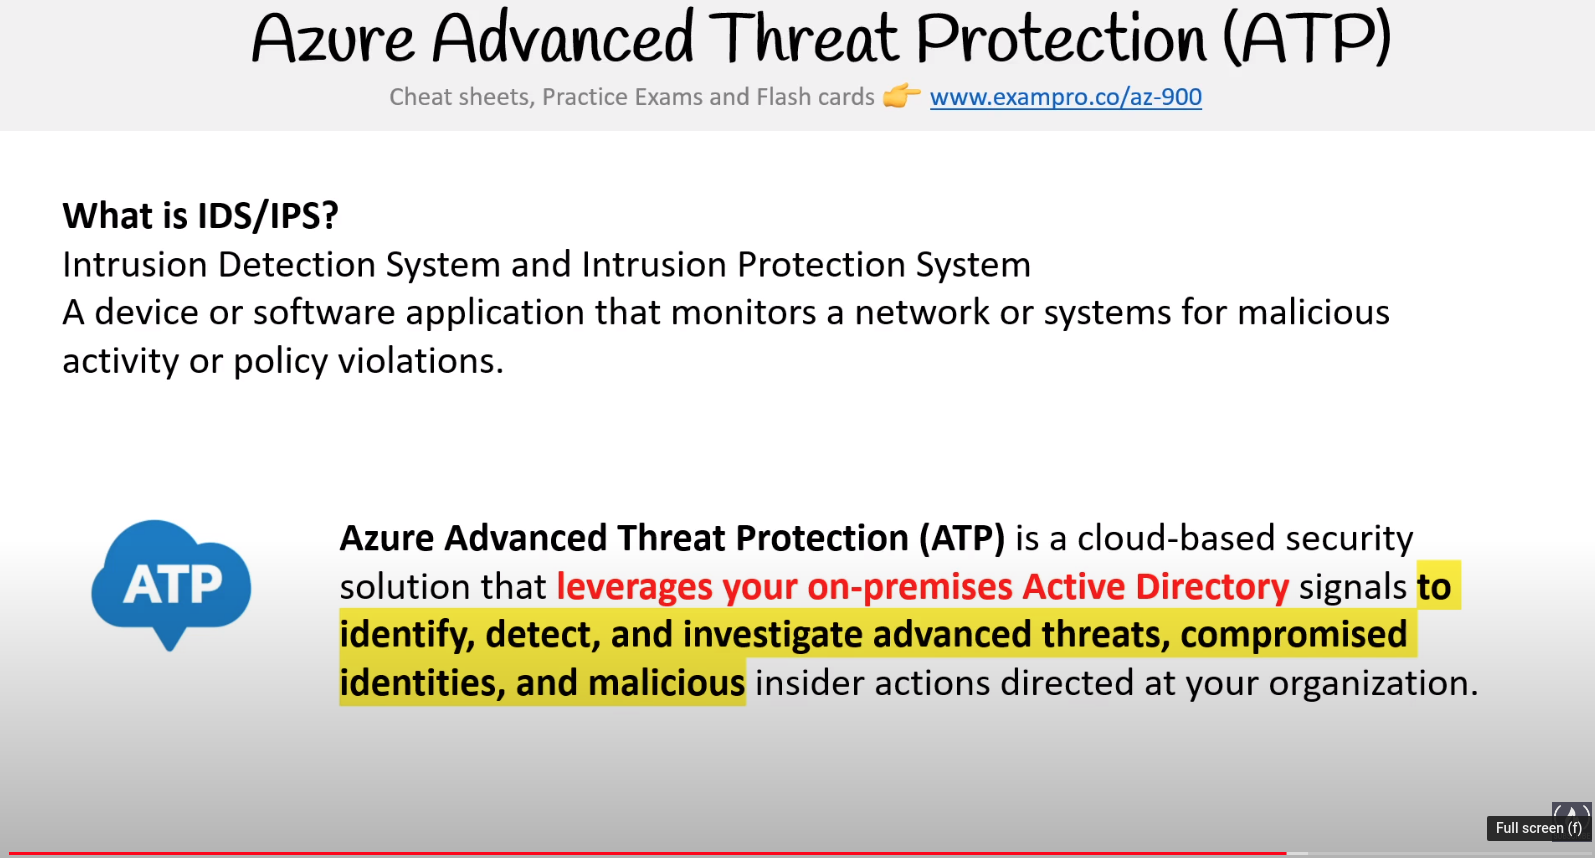 Azure Advanced Threat Protection (ATP)
Cheat sheets, Practice Exams and Flash cards 👉 www.exampro.co/az-900
What is IDS/IPS?
Intrusion Detection System and Intrusion Protection System
A device or software application that monitors a network or systems for malicious
activity or policy violations.
ATP
Azure Advanced Threat Protection (ATP) is a cloud-based security
solution that leverages your on-premises Active Directory signals to
identify, detect, and investigate advanced threats, compromised
identities, and malicious insider actions directed at your organization.
Full screen (f)